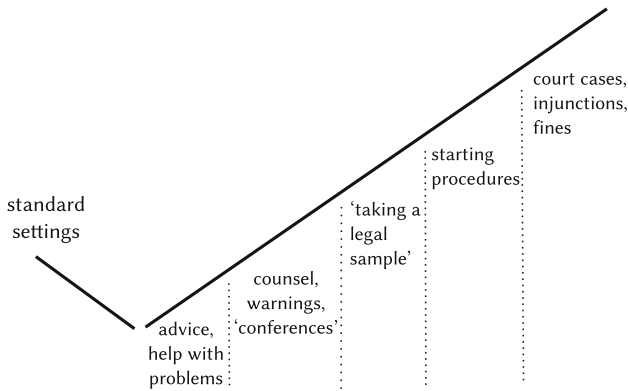 standard
settings
advice,
help with
problems
counsel,
warnings,
‘conferences’
‘taking a
legal
sample’
starting
procedures
court cases,
injunctions,
fines